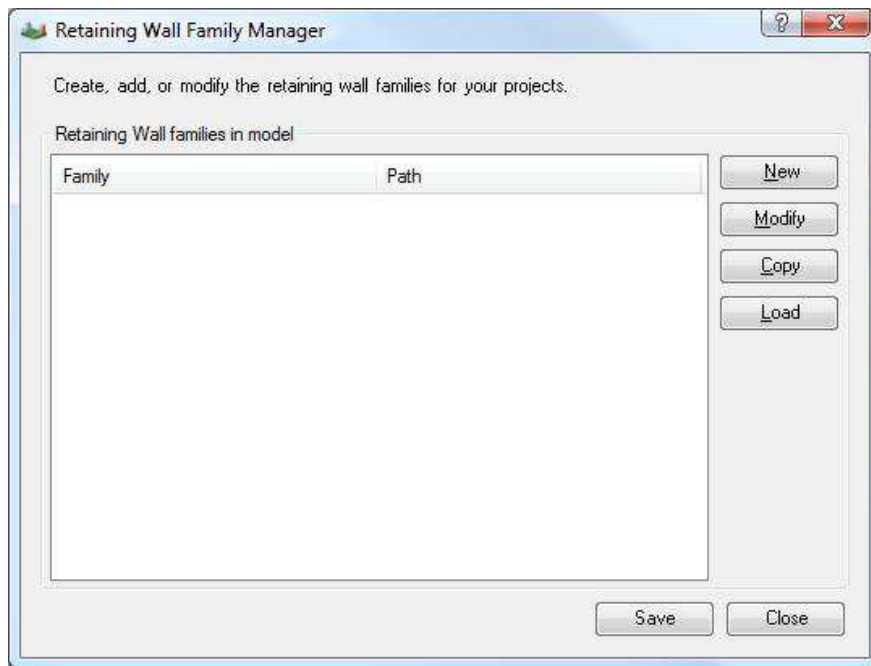 Retaining Wall Family Manager
?
Create, add, or modify the retaining wall families for your projects.
Retaining Wall families in model
Family Path
New
Modify
Copy
Load
Save Close